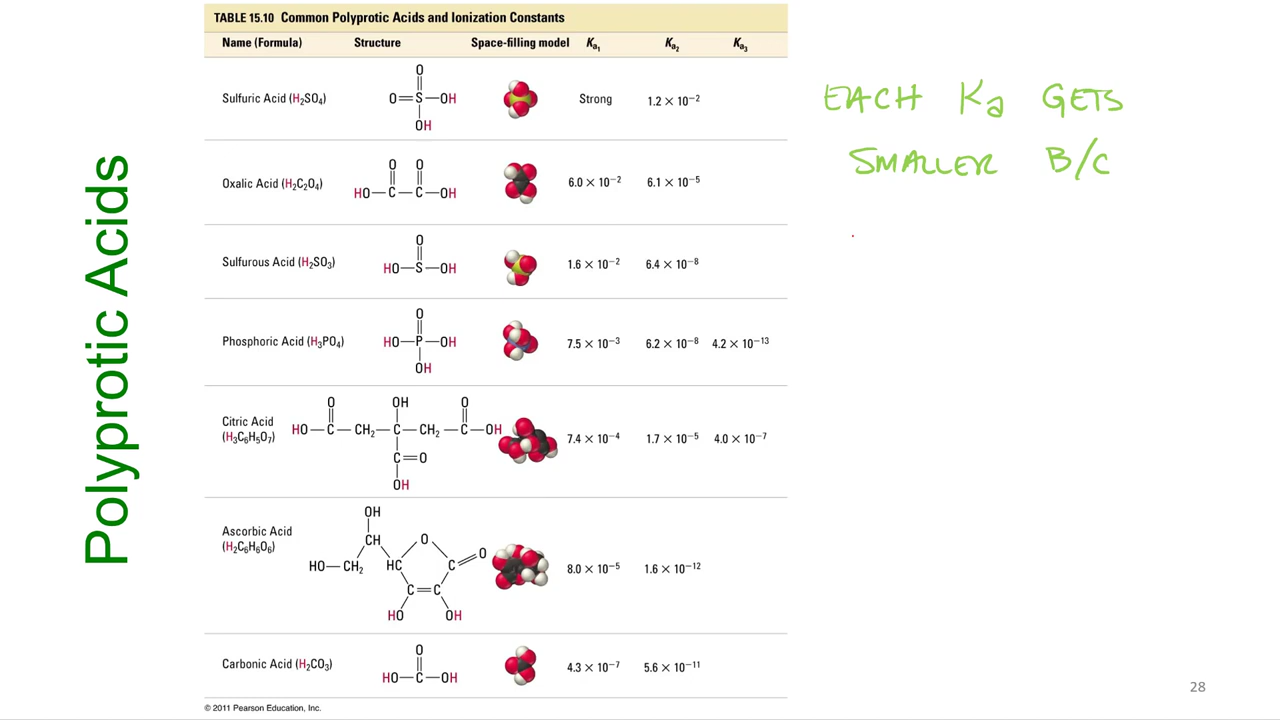 Polyprotic Acids
TABLE 15.10 Common Polyprotic Acids and Ionization Constants
Name (Formula) Structure Space-filling model Ka1 Ka2 Ka3
Sulfuric Acid (H2SO4) O O=S—OH OH Strong 1.2 × 10−2
Oxalic Acid (H2C2O4) O O HO—C—C—OH 6.0 × 10−2 6.1 × 10−5
Sulfurous Acid (H2SO3) O HO—S—OH 1.6 × 10−2 6.4 × 10−8
Phosphoric Acid (H3PO4) O HO—P—OH OH 7.5 × 10−3 6.2 × 10−8 4.2 × 10−13
Citric Acid
(H3C6H5O7) O OH O HO—C—CH2—C—CH2—C—OH C=O OH 7.4 × 10−4 1.7 × 10−5 4.0 × 10−7
Ascorbic Acid
(H2C6H6O6) OH CH HO—CH2 HC O C O C=C HO OH 8.0 × 10−5 1.6 × 10−12
Carbonic Acid (H2CO3) O HO—C—OH 4.3 × 10−7 5.6 × 10−11
© 2011 Pearson Education, Inc.
EACH Ka GETS
SMALLER B/C
28